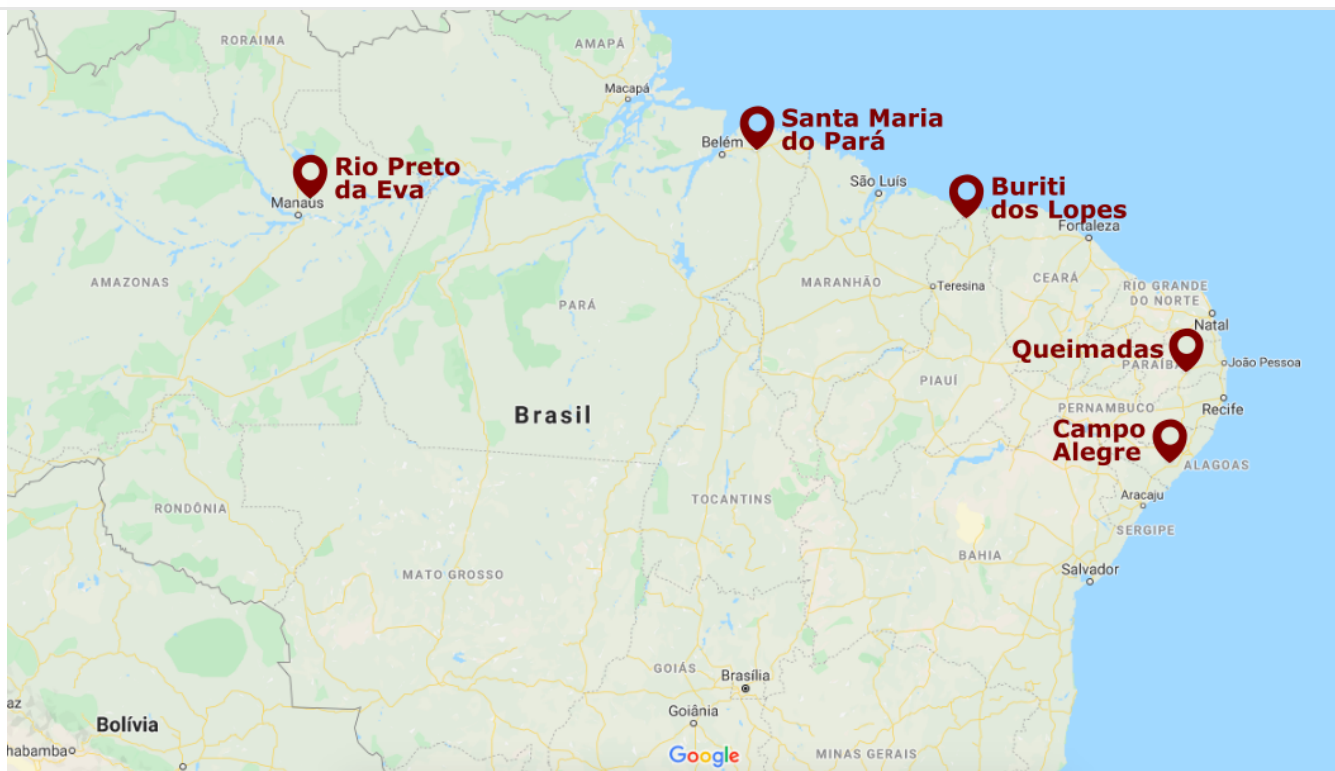 RORAIMA
AMAPÁ
Macapá
Santa Maria
do Pará
Belém
Rio Preto
da Eva
Manaus
São Luís
Buriti
dos Lopes
Fortaleza
AMAZONAS
PARÁ
MARANHÃO
Teresina
CEARÁ
RIO GRANDE
DO NORTE
Natal
Queimadas
PARAÍBA
João Pessoa
PIAUÍ
Brasil
PERNAMBUCO
Recife
Campo
Alegre
ALAGOAS
RONDÔNIA
TOCANTINS
Aracaju
SERGIPE
BAHIA
MATO GROSSO
Salvador
GOIÁS
Brasília
az
Goiânia
Bolívia
habamba
Google
MINAS GERAIS